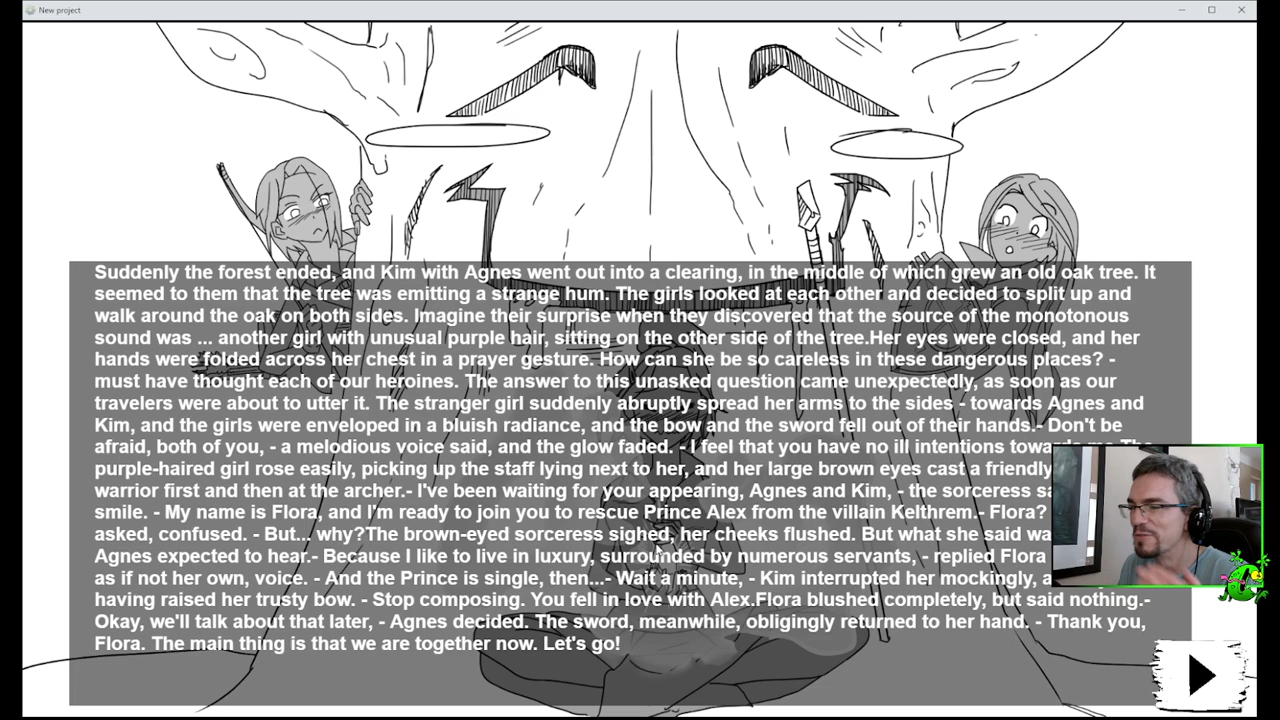 New project
Suddenly the forest ended, and Kim with Agnes went out into a clearing, in the middle of which grew an old oak tree. It
seemed to them that the tree was emitting a strange hum. The girls looked at each other and decided to split up and
walk around the oak on both sides. Imagine their surprise when they discovered that the source of the monotonous
sound was ... another girl with unusual purple hair, sitting on the other side of the tree.Her eyes were closed, and her
hands were folded across her chest in a prayer gesture. How can she be so careless in these dangerous places? -
must have thought each of our heroines. The answer to this unasked question came unexpectedly, as soon as our
travelers were about to utter it. The stranger girl suddenly abruptly spread her arms to the sides - towards Agnes and
Kim, and the girls were enveloped in a bluish radiance, and the bow and the sword fell out of their hands.- Don't be
afraid, both of you, - a melodious voice said, and the glow faded. - I feel that you have no ill intentions
purple-haired girl rose easily, picking up the staff lying next to her, and her large brown eyes cast a friendly
warrior first and then at the archer.- I've been waiting for your appearing, Agnes and Kim, - the sorceress
smile. - My name is Flora, and I'm ready to join you to rescue Prince Alex from the villain Kelthrem.- Flora?
asked, confused. - But... why?The brown-eyed sorceress sighed, her cheeks flushed. But what she said
Agnes expected to hear.- Because I like to live in luxury, surrounded by numerous servants, - replied Flora
as if not her own, voice. - And the Prince is single, then...- Wait a minute, - Kim interrupted her mockingly,
having raised her trusty bow. - Stop composing. You fell in love with Alex.Flora flushed completely, but said nothing.-
Okay, we'll talk about that later, - Agnes decided. The sword, meanwhile, obligingly returned to her hand. - Thank you,
Flora. The main thing is that we are together now. Let's go!